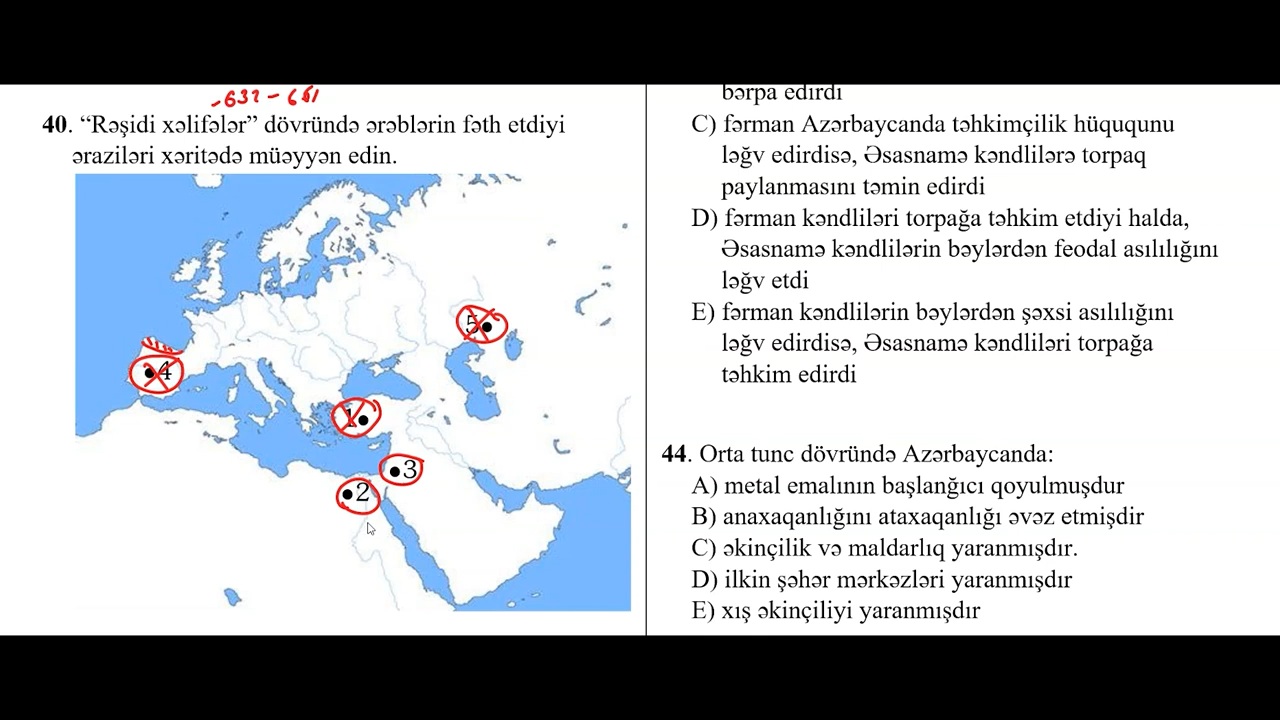 -632 - 661
40. “Rəşidi xəlifələr” dövründə ərəblərin fəth etdiyi
əraziləri xəritədə müəyyən edin.
5
4
1
3
2
bərpa edirdi
C) fərman Azərbaycanda təhkimçilik hüququnu
ləğv edirdisə, Əsasnamə kəndlilərə torpaq
paylanmasını təmin edirdi
D) fərman kəndliləri torpağa təhkim etdiyi halda,
Əsasnamə kəndlilərin bəylərdən feodal asılılığını
ləğv etdi
E) fərman kəndlilərin bəylərdən şəxsi asılılığını
ləğv edirdisə, Əsasnamə kəndliləri torpağa
təhkim edirdi
44. Orta tunc dövründə Azərbaycanda:
A) metal emalının başlanğıcı qoyulmuşdur
B) anaxaqanlığını ataxaqanlığı əvəz etmişdir
C) əkinçilik və maldarlıq yaranmışdır.
D) ilkin şəhər mərkəzləri yaranmışdır
E) xış əkinçiliyi yaranmışdır